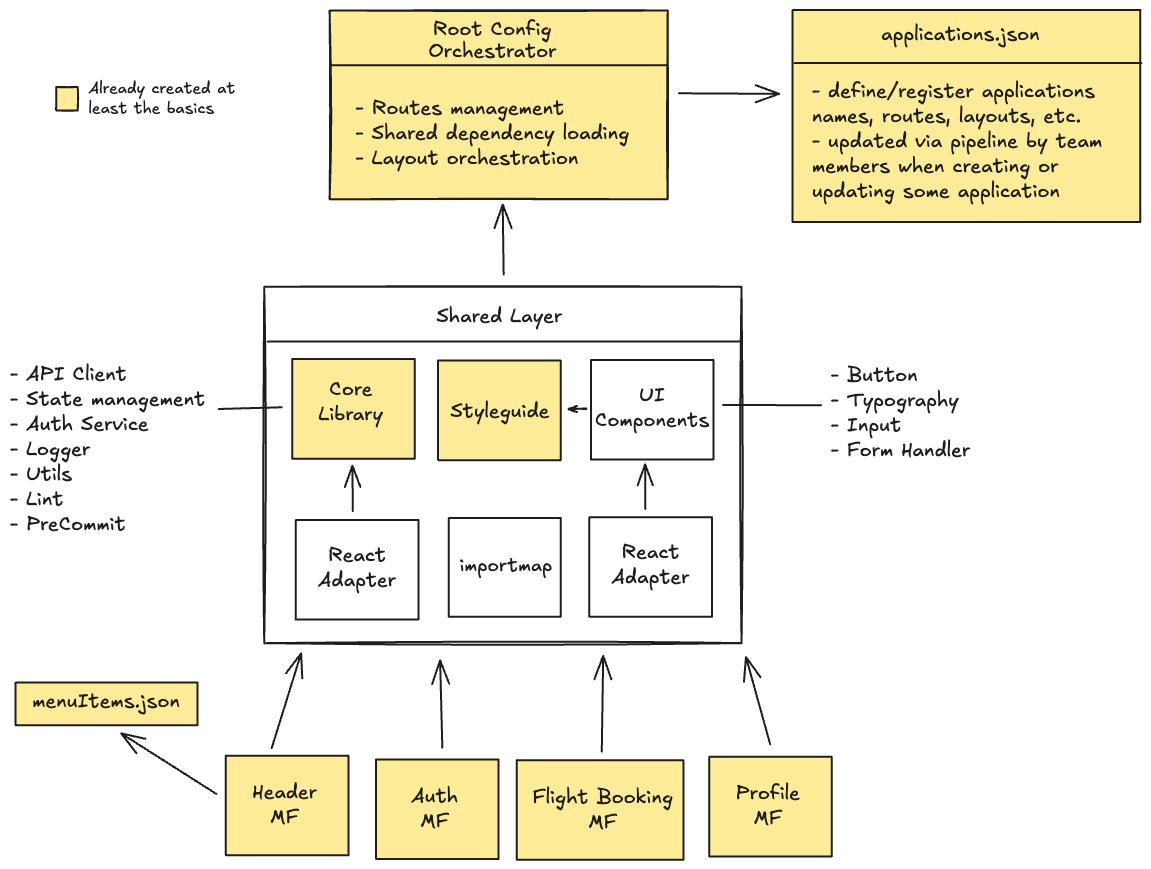 Root Config
Orchestrator
- Routes management
- Shared dependency loading
- Layout orchestration
applications.json
- define/register applications
names, routes, layouts, etc.
- updated via pipeline by team
members when creating or
updating some application
Already created at
least the basics
Shared Layer
Core
Library
Styleguide
UI
Components
React
Adapter
importmap
React
Adapter
- API Client
- State management
- Auth Service
- Logger
- Utils
- Lint
- PreCommit
- Button
- Typography
- Input
- Form Handler
menuItems.json
Header
MF
Auth
MF
Flight Booking
MF
Profile
MF